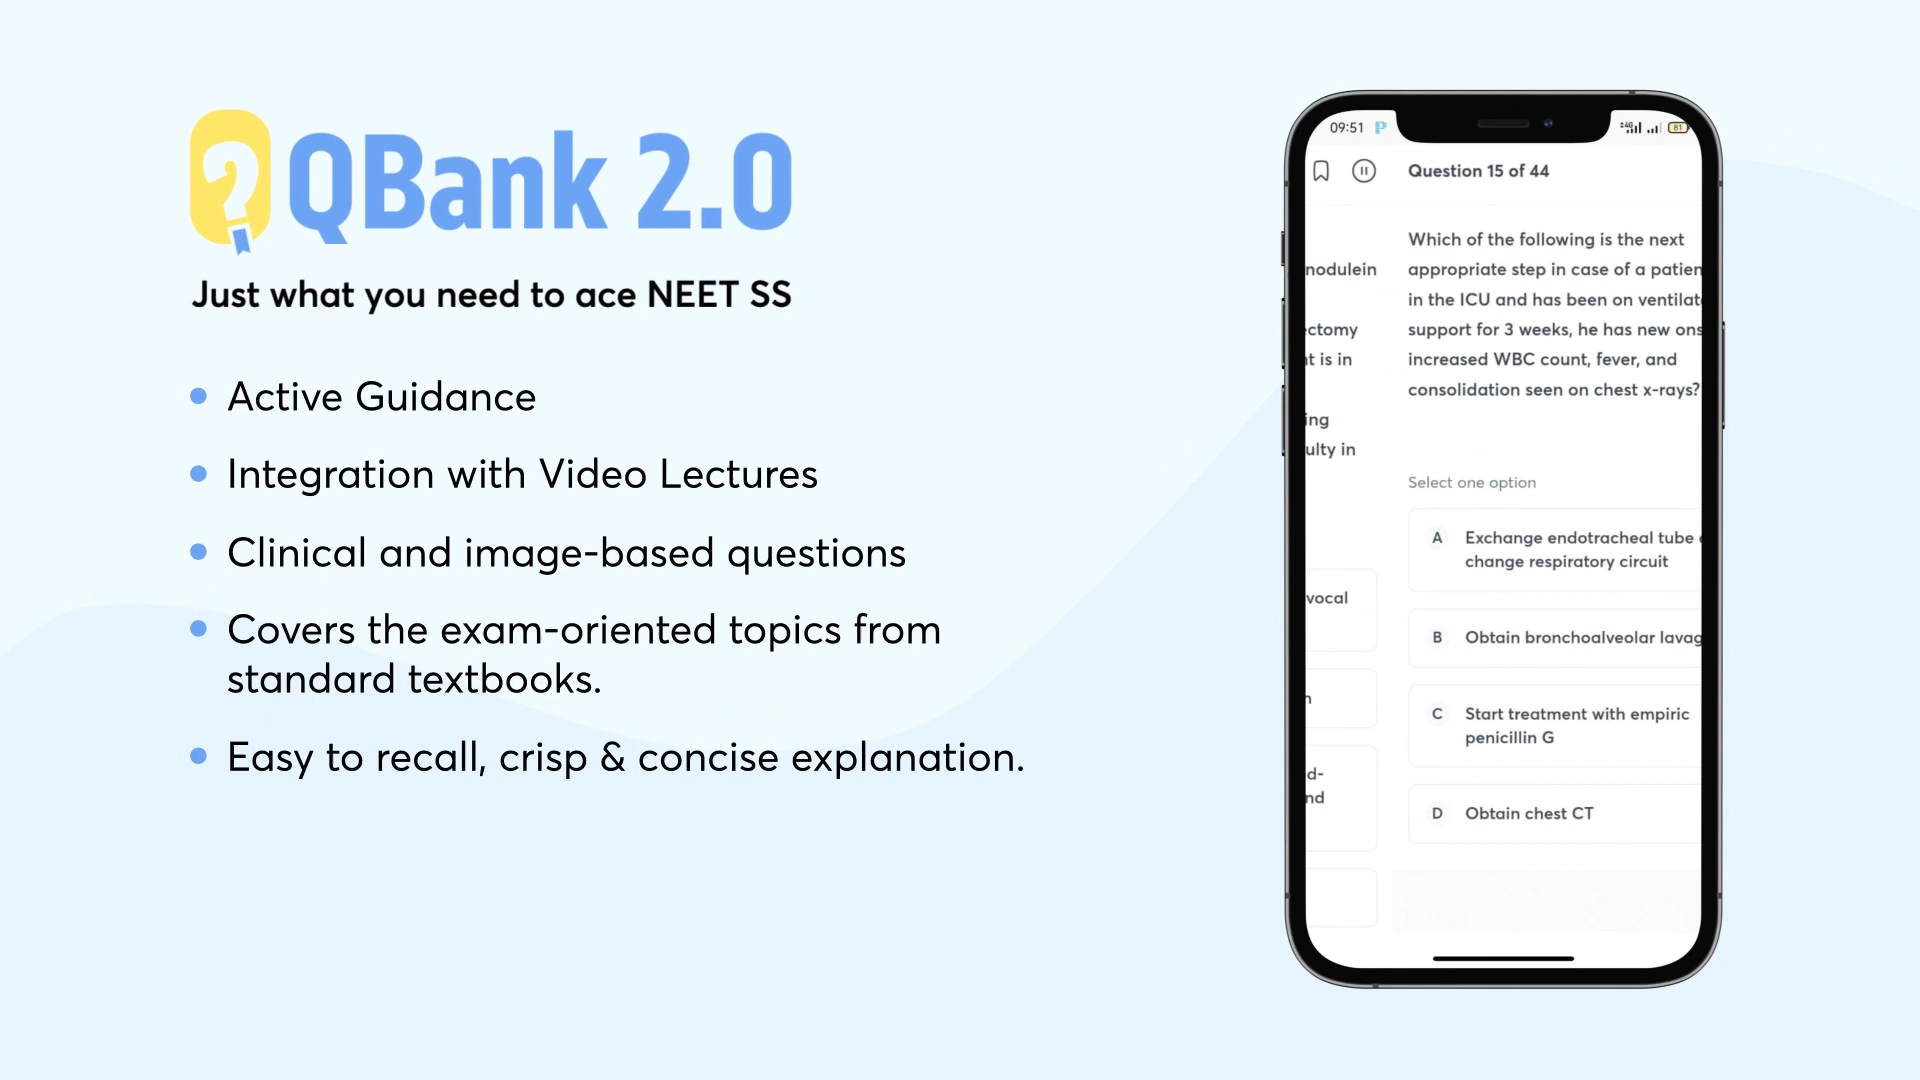 QBank 2.0
Just what you need to ace NEET SS
Active Guidance
Integration with Video Lectures
Clinical and image-based questions
Covers the exam-oriented topics from
standard textbooks.
Easy to recall, crisp & concise explanation.
09:51
81
Question 15 of 44
Which of the following is the next
appropriate step in case of a patien
in the ICU and has been on ventilat
support for 3 weeks, he has new ons
increased WBC count, fever, and
consolidation seen on chest x-rays?
Select one option
A Exchange endotracheal tube
change respiratory circuit
B Obtain bronchoalveolar lavag
C Start treatment with empiric
penicillin G
D Obtain chest CT
nodulein
ectomy
t is in
ing
ulty in
vocal
n
d-
nd